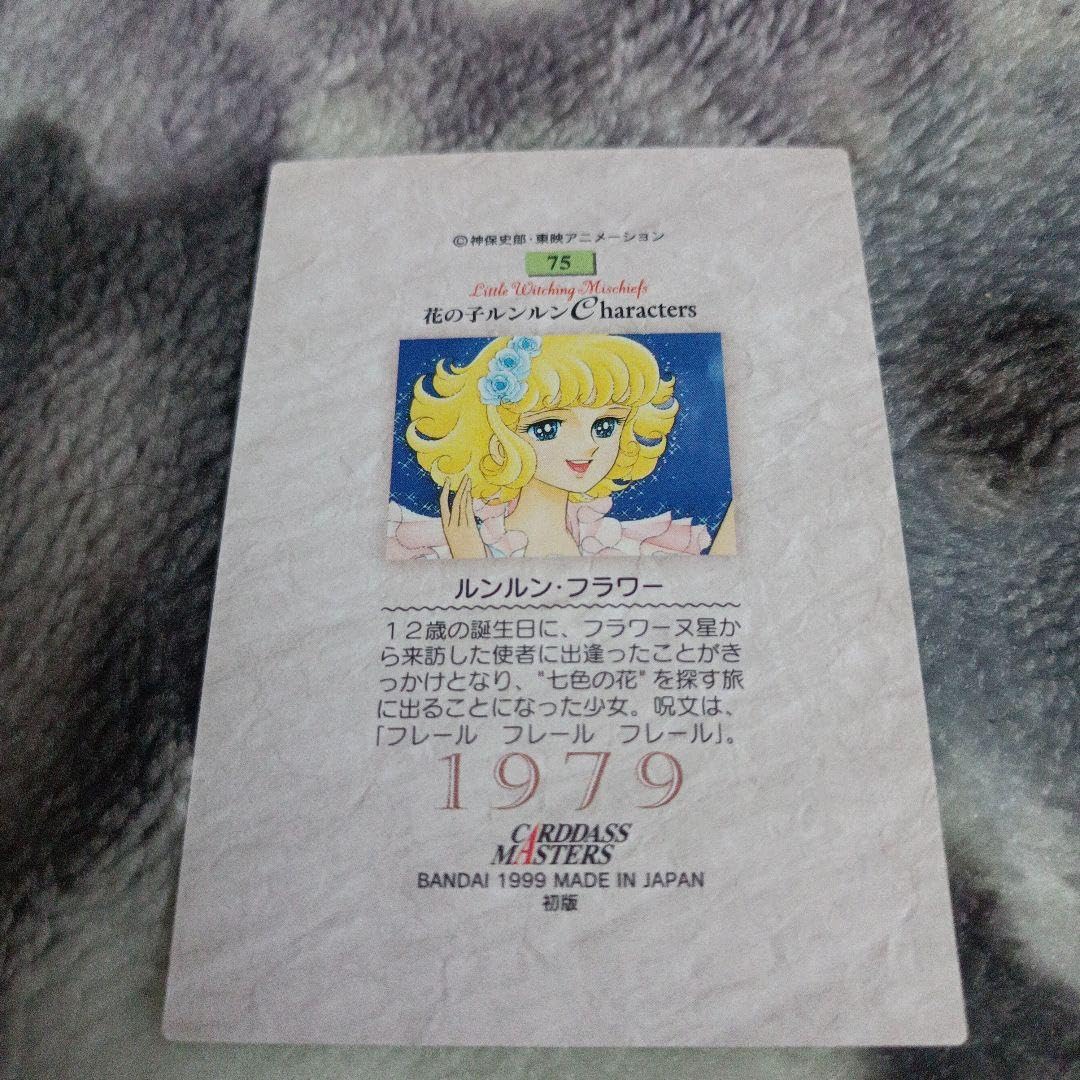 ©神保史郎・東映アニメーション
75
Little Witching Mischiefs
花の子ルンルンCharacters
ルンルン・フラワー
12歳の誕生日に、フラワーヌ星か
ら来訪した使者に出逢ったことがき
っかけとなり、"七色の花"を探す旅
に出ることになった少女。呪文は、
「フレール　フレール　フレール」。
1979
CARDDASS
MASTERS
BANDAI 1999 MADE IN JAPAN
初版